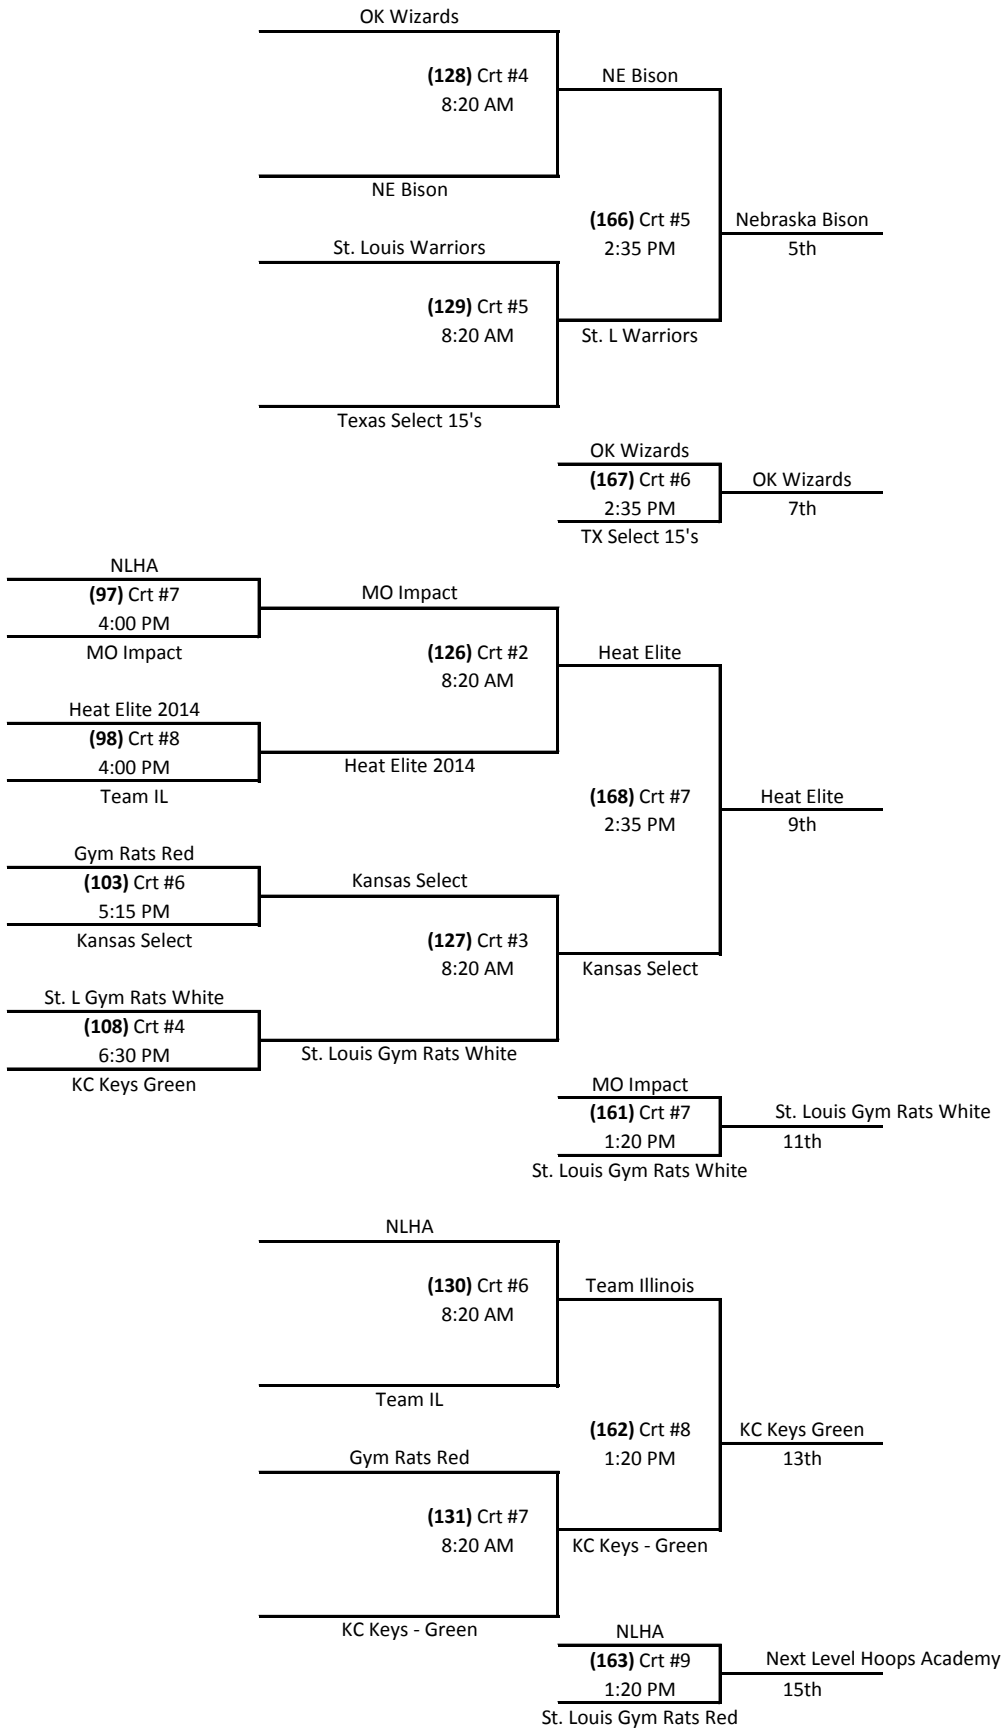 OK Wizards
(128) Crt #4
NE Bison
8:20 AM
NE Bison
(166) Crt #5
Nebraska Bison
St. Louis Warriors
2:35 PM
5th
(129) Crt #5
8:20 AM
St. L Warriors
Texas Select 15's
OK Wizards
(167) Crt #6
OK Wizards
2:35 PM
7th
TX Select 15's
NLHA
(97) Crt #7
MO Impact
4:00 PM
MO Impact
(126) Crt #2
Heat Elite
8:20 AM
Heat Elite 2014
(98) Crt #8
4:00 PM
Heat Elite 2014
Team IL
(168) Crt #7
Heat Elite
2:35 PM
9th
Gym Rats Red
(103) Crt #6
Kansas Select
5:15 PM
Kansas Select
(127) Crt #3
8:20 AM
Kansas Select
St. L Gym Rats White
(108) Crt #4
6:30 PM
St. Louis Gym Rats White
KC Keys Green
MO Impact
(161) Crt #7
St. Louis Gym Rats White
1:20 PM
11th
St. Louis Gym Rats White
NLHA
(130) Crt #6
Team Illinois
8:20 AM
Team IL
(162) Crt #8
KC Keys Green
Gym Rats Red
1:20 PM
13th
(131) Crt #7
8:20 AM
KC Keys - Green
KC Keys - Green
NLHA
(163) Crt #9
Next Level Hoops Academy
1:20 PM
15th
St. Louis Gym Rats Red